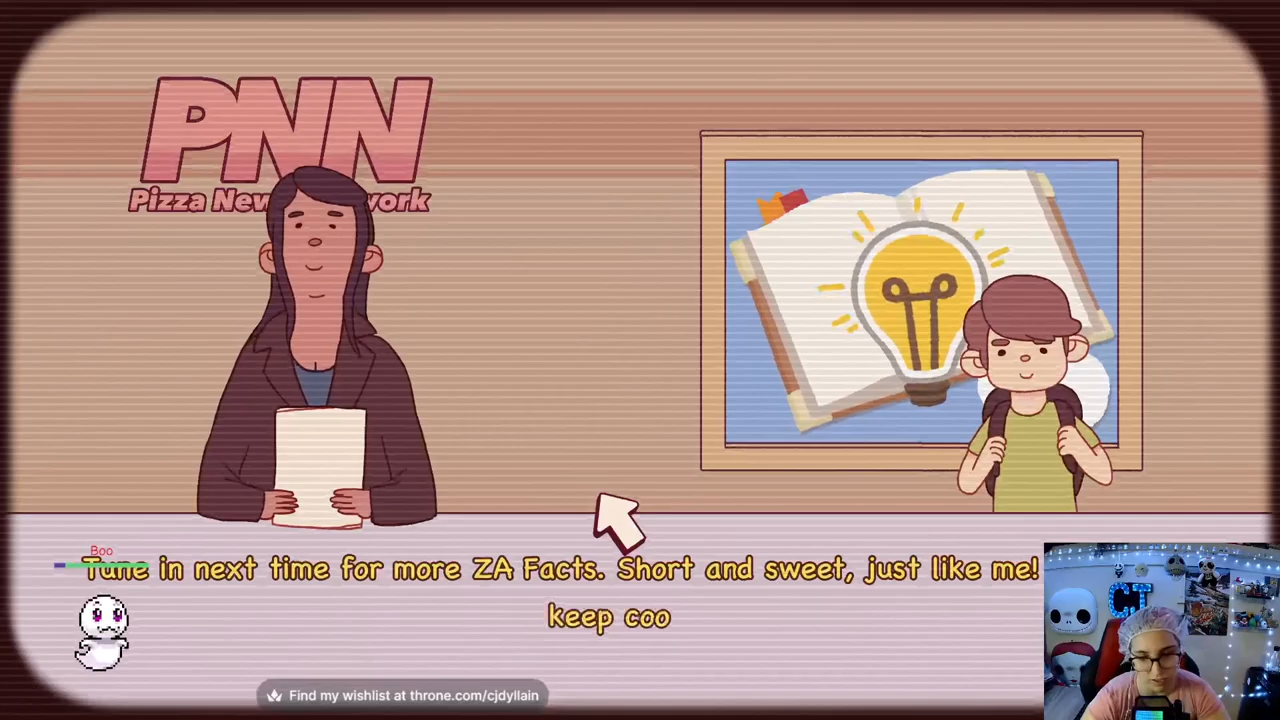 PNN
Pizza New work
Boo
Tune in next time for more ZA Facts. Short and sweet, just like me!
keep coo
Find my wishlist at throne.com/cjdyllain
CJ